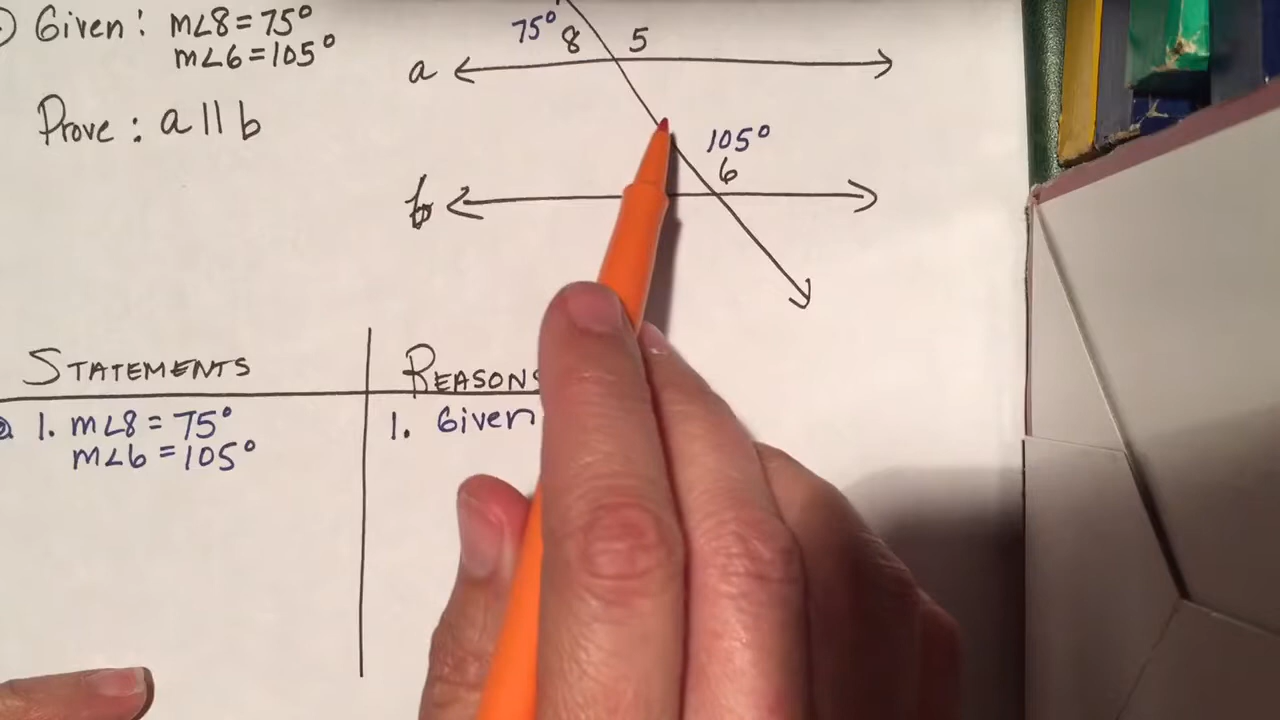 Given: m∠8 = 75°
m∠6 = 105°
Prove: a || b
75°
8 5
a
105°
6
b
STATEMENTS
REASONS
1. m∠8 = 75°
m∠6 = 105°
1. Given